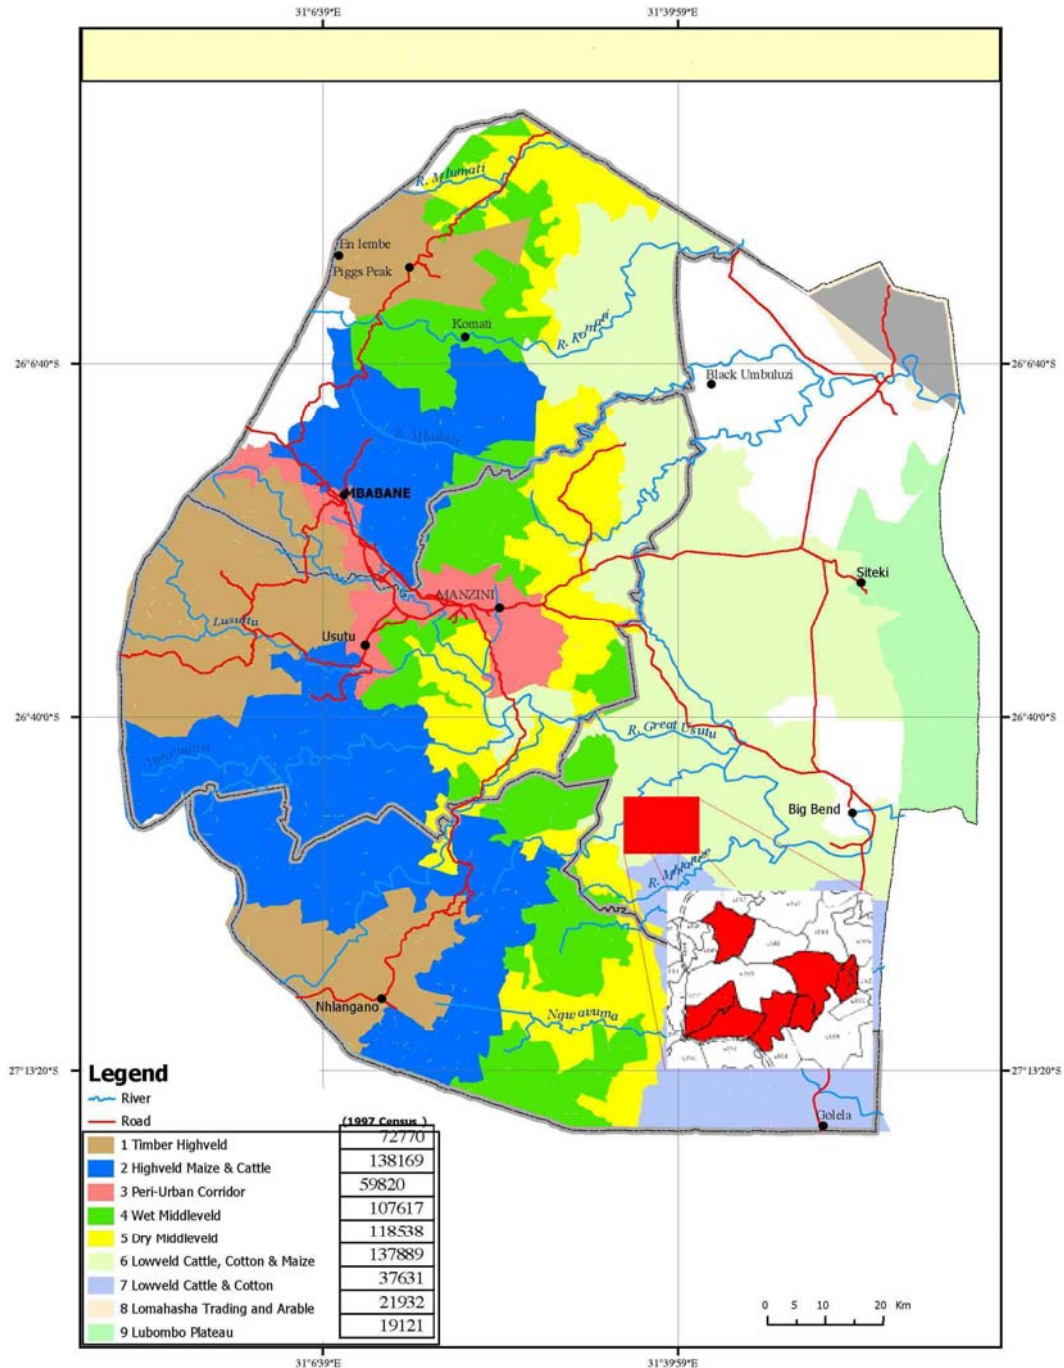 31°6'39"E
31°39'59"E
R. Mlumati
En lembe
Piggs Peak
Komati
R. Komati
26°6'40"S
26°6'40"S
Black Umbuluzi
R. Mbuluzi
MBABANE
Siteki
MANZINI
Lusutu
Usutu
26°40'0"S
26°40'0"S
R. Great Usutu
Big Bend
Nhlangano
Ngwavuma
27°13'20"S
27°13'20"S
Golela
Legend
River
Road
(1997 Census )
1 Timber Highveld 72770
2 Highveld Maize & Cattle 138169
3 Peri-Urban Corridor 59820
4 Wet Middleveld 107617
5 Dry Middleveld 118538
6 Lowveld Cattle, Cotton & Maize 137889
7 Lowveld Cattle & Cotton 37631
8 Lomahasha Trading and Arable 21932
9 Lubombo Plateau 19121
0 5 10 20 Km
31°6'39"E
31°39'59"E